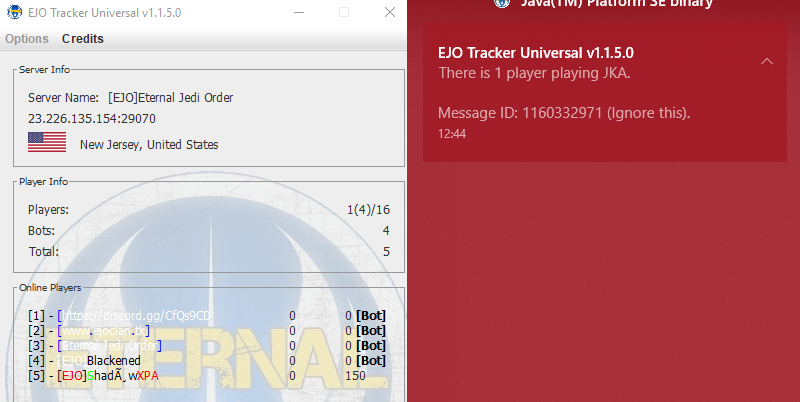 EJO Tracker Universal v1.1.5.0
Options Credits
Server Info
Server Name: [EJO]Eternal Jedi Order
23.226.135.154:29070
New Jersey, United States
Player Info
Players: 1(4)/16
Bots: 4
Total: 5
Online Players
[1] - [https://discord.gg/CfQs9CD 0 0 [Bot]
[2] - [www.ejocian.tk] 0 0 [Bot]
[3] - [Eternal Jedi Order] 0 0 [Bot]
[4] - [EJO]Blackened 0 0 [Bot]
[5] - [EJO]ShadÃ¸wXPA 0 150
ETERNAL
Java(TM) Platform SE binary
EJO Tracker Universal v1.1.5.0
There is 1 player playing JKA.
Message ID: 1160332971 (Ignore this).
12:44